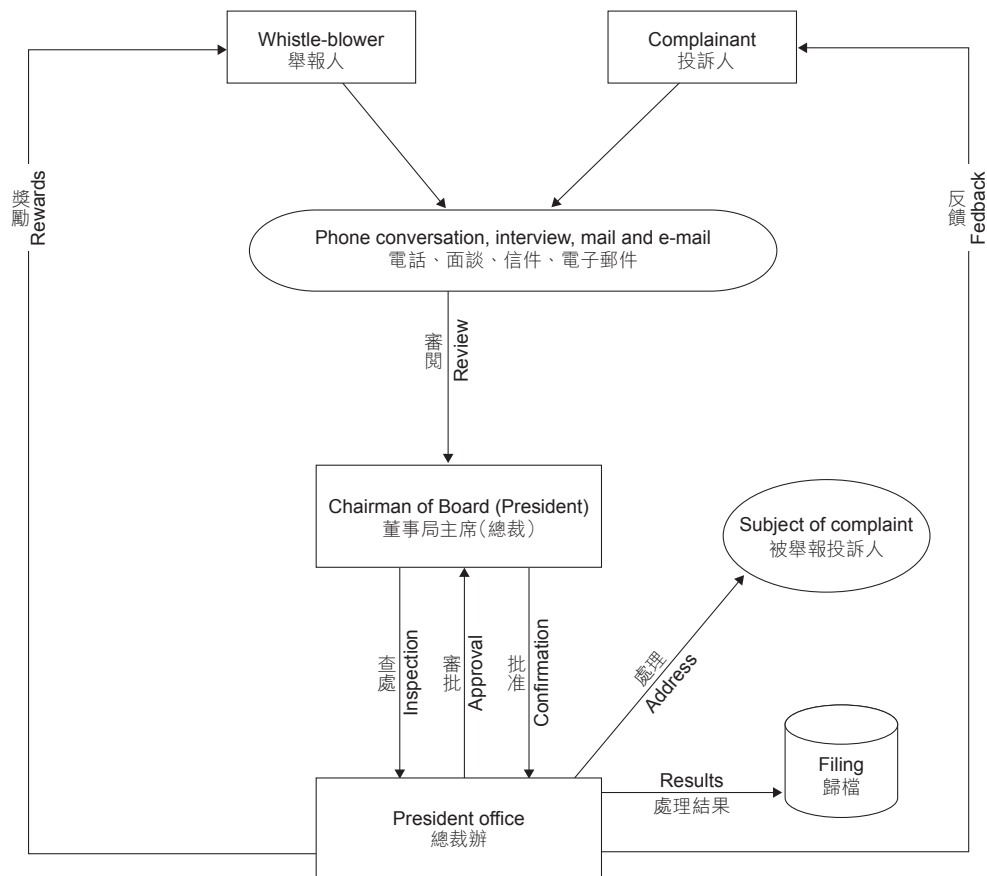 Whistle-blower
舉報人
Complainant
投訴人
獎勵
Rewards
反饋
Fedback
Phone conversation, interview, mail and e-mail
電話、面談、信件、電子郵件
審閱
Review
Chairman of Board (President)
董事局主席(總裁)
Subject of complaint
被舉報投訴人
查處
Inspection
審批
Approval
批准
Confirmation
處理
Address
Results
處理結果
Filing
歸檔
President office
總裁辦